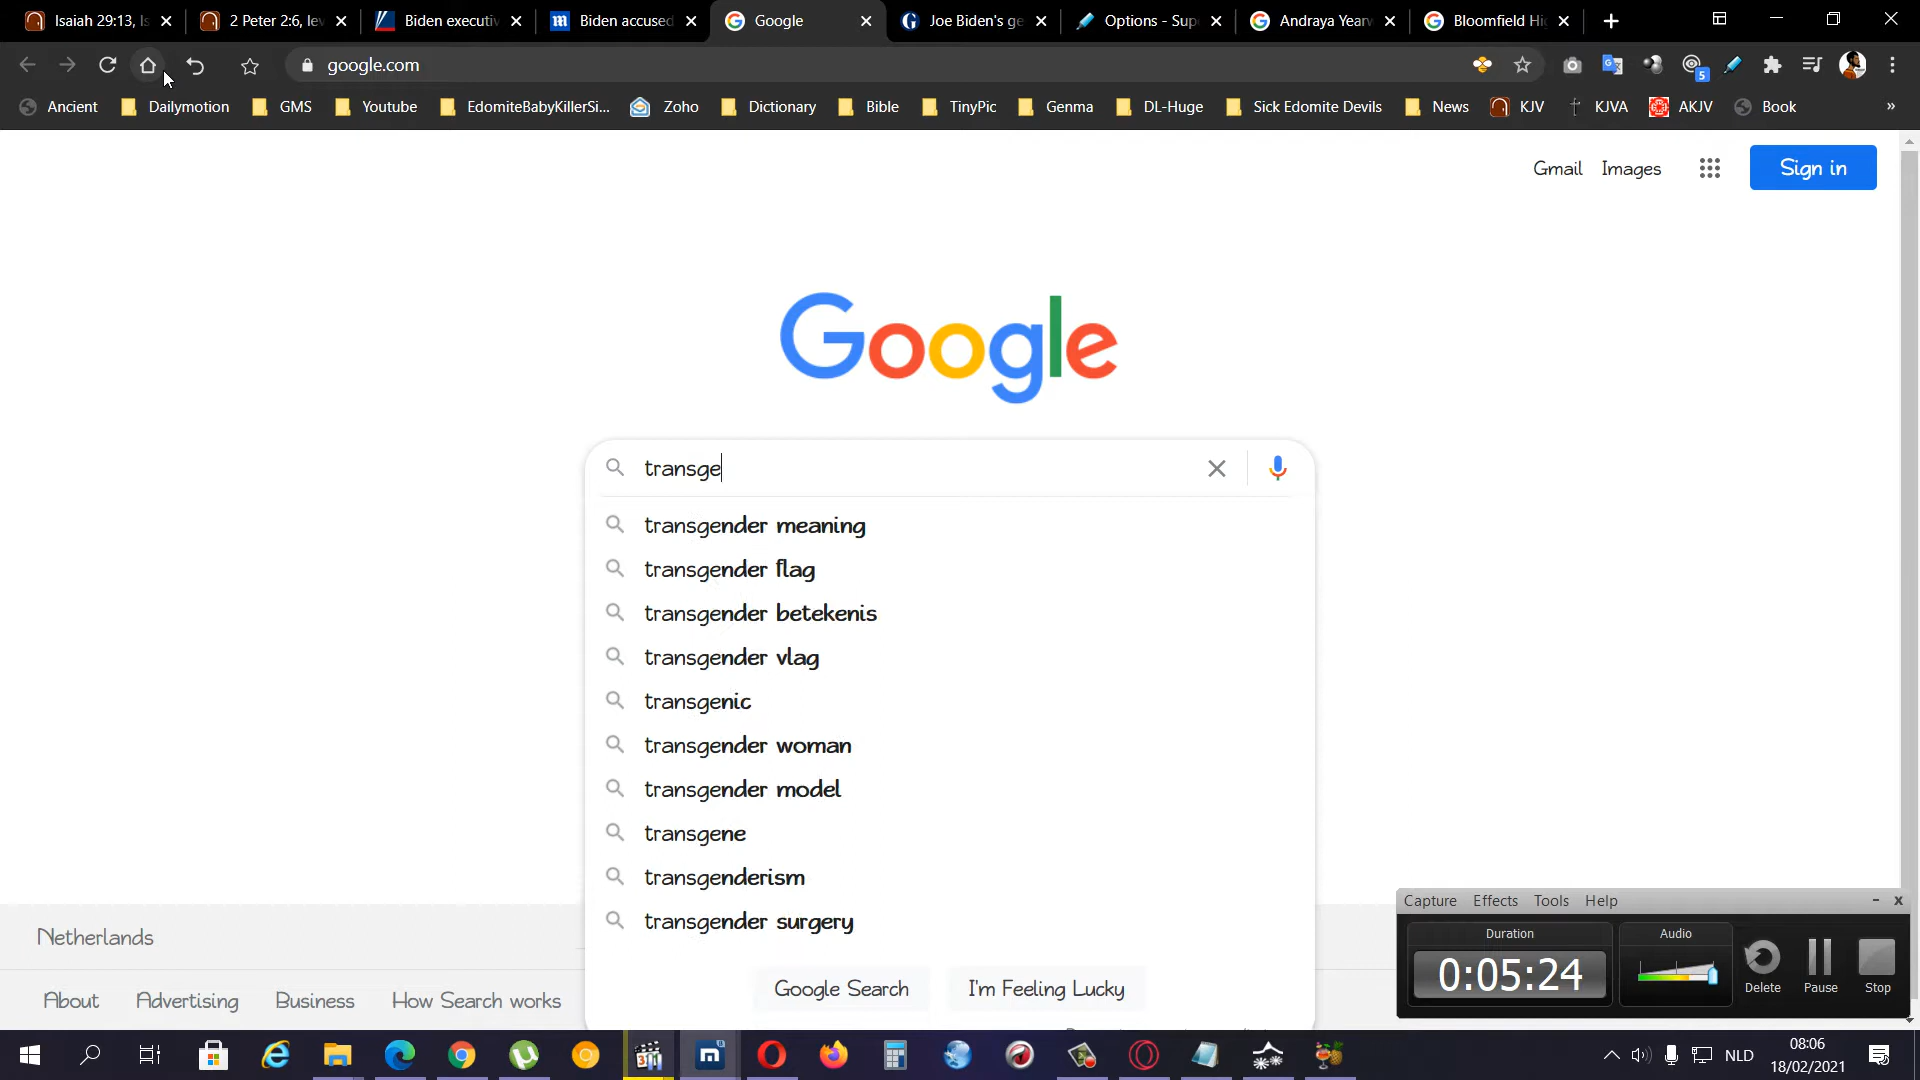 Isaiah 29:13, Is
2 Peter 2:6, lev
Biden executiv
Biden accused
Google
Joe Biden's ge
Options - Sup
Andraya Yearw
Bloomfield Hi
google.com
5
Ancient
Dailymotion
GMS
Youtube
EdomiteBabyKillerSi...
Zoho
Dictionary
Bible
TinyPic
Genma
DL-Huge
Sick Edomite Devils
News
KJV
KJVA
AKJV
Book
»
Gmail Images Sign in
Google
transge
transgender meaning
transgender flag
transgender betekenis
transgender vlag
transgenic
transgender woman
transgender model
transgene
transgenderism
transgender surgery
Google Search I'm Feeling Lucky
Netherlands
About Advertising Business How Search works
Capture Effects Tools Help
Duration Audio
0:05:24
Delete Pause Stop
NLD
08:06
18/02/2021